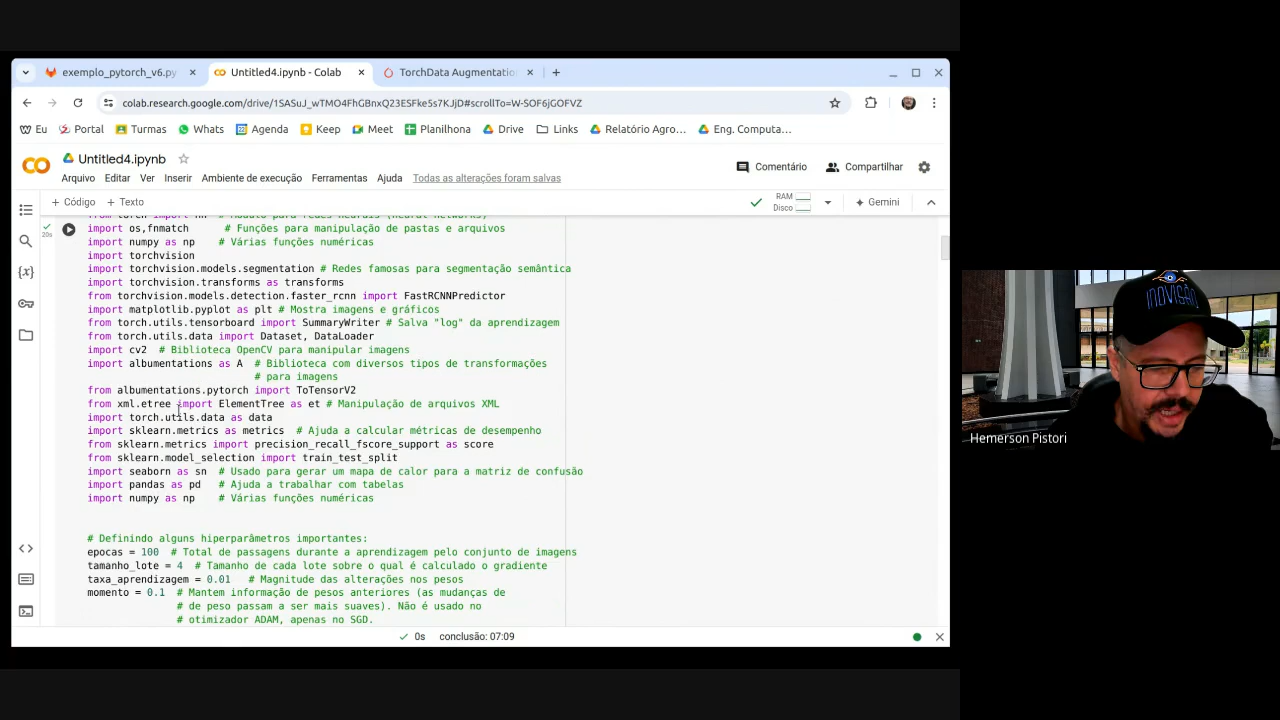 exemplo_pytorch_v6.py
Untitled4.ipynb - Colab
TorchData Augmentatio
colab.research.google.com/drive/1SASuJ_wTMO4FhGBnxQ23ESFke5s7KJjD#scrollTo=W-SOF6jGOFVZ
Eu Portal Turmas Whats Agenda Keep Meet Planilhona Drive Links Relatório Agro... Eng. Computa...
Untitled4.ipynb
Comentário Compartilhar
Arquivo Editar Ver Inserir Ambiente de execução Ferramentas Ajuda Todas as alterações foram salvas
+ Código + Texto
RAM
Disco
Gemini
from torch import nn # Módulo para redes neurais (neural networks)
20s
import os,fnmatch # Funções para manipulação de pastas e arquivos
import numpy as np # Várias funções numéricas
import torchvision
import torchvision.models.segmentation # Redes famosas para segmentação semântica
import torchvision.transforms as transforms
from torchvision.models.detection.faster_rcnn import FastRCNNPredictor
import matplotlib.pyplot as plt # Mostra imagens e gráficos
from torch.utils.tensorboard import SummaryWriter # Salva "log" da aprendizagem
from torch.utils.data import Dataset, DataLoader
import cv2 # Biblioteca OpenCV para manipular imagens
import albumentations as A # Biblioteca com diversos tipos de transformações
# para imagens
from albumentations.pytorch import ToTensorV2
from xml.etree import ElementTree as et # Manipulação de arquivos XML
import torch.utils.data as data
import sklearn.metrics as metrics # Ajuda a calcular métricas de desempenho
from sklearn.metrics import precision_recall_fscore_support as score
from sklearn.model_selection import train_test_split
import seaborn as sn # Usado para gerar um mapa de calor para a matriz de confusão
import pandas as pd # Ajuda a trabalhar com tabelas
import numpy as np # Várias funções numéricas
# Definindo alguns hiperparâmetros importantes:
epocas = 100 # Total de passagens durante a aprendizagem pelo conjunto de imagens
tamanho_lote = 4 # Tamanho de cada lote sobre o qual é calculado o gradiente
taxa_aprendizagem = 0.01 # Magnitude das alterações nos pesos
momento = 0.1 # Mantem informação de pesos anteriores (as mudanças de
# de peso passam a ser mais suaves). Não é usado no
# otimizador ADAM, apenas no SGD.
0s conclusão: 07:09
INOVISÃO
Hemerson Pistori